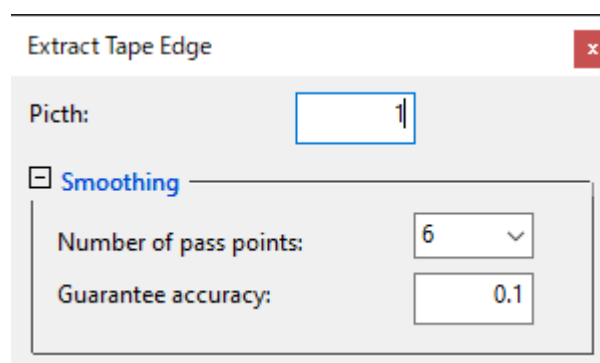 Extract Tape Edge x
Picth: 1
Smoothing
Number of pass points: 6
Guarantee accuracy: 0.1